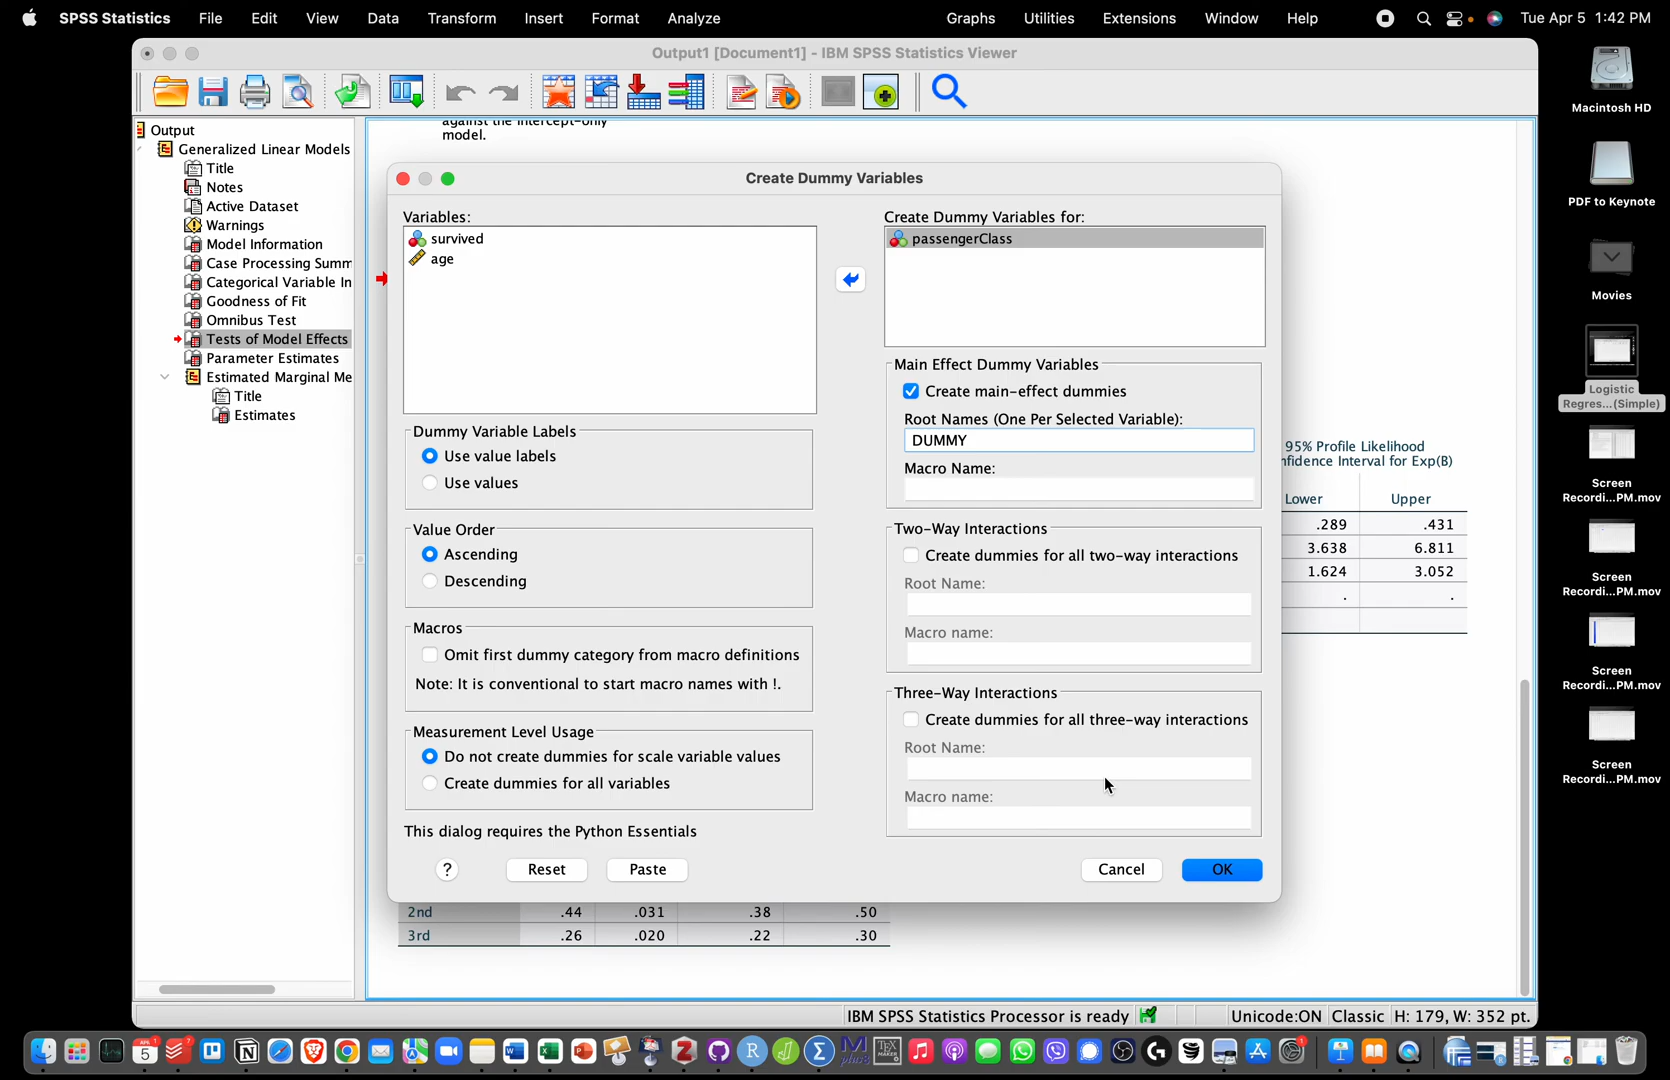 SPSS Statistics File Edit View Data Transform Insert Format Analyze Graphs Utilities Extensions Window Help Tue Apr 5 1:42 PM
Output1 [Document1] - IBM SPSS Statistics Viewer
Output
Generalized Linear Models
Title
Notes
Active Dataset
Warnings
Model Information
Case Processing Summ
Categorical Variable In
Goodness of Fit
Omnibus Test
Tests of Model Effects
Parameter Estimates
Estimated Marginal Me
Title
Estimates
against the intercept-only
model.
Create Dummy Variables
Variables:
survived
age
Dummy Variable Labels
Use value labels
Use values
Value Order
Ascending
Descending
Macros
Omit first dummy category from macro definitions
Note: It is conventional to start macro names with !.
Measurement Level Usage
Do not create dummies for scale variable values
Create dummies for all variables
This dialog requires the Python Essentials
? Reset Paste
Create Dummy Variables for:
passengerClass
Main Effect Dummy Variables
Create main-effect dummies
Root Names (One Per Selected Variable):
DUMMY
Macro Name:
Two-Way Interactions
Create dummies for all two-way interactions
Root Name:
Macro name:
Three-Way Interactions
Create dummies for all three-way interactions
Root Name:
Macro name:
Cancel OK
95% Profile Likelihood
nfidence Interval for Exp(B)
Lower Upper
.289 .431
3.638 6.811
1.624 3.052
. .
2nd .44 .031 .38 .50
3rd .26 .020 .22 .30
IBM SPSS Statistics Processor is ready Unicode:ON Classic H: 179, W: 352 pt.
Macintosh HD
PDF to Keynote
Movies
Logistic
Regres...(Simple)
Screen
Recordi...PM.mov
Screen
Recordi...PM.mov
Screen
Recordi...PM.mov
Screen
Recordi...PM.mov